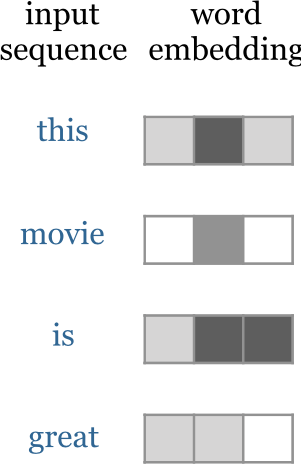 input word
sequence embedding
this
movie
is
great